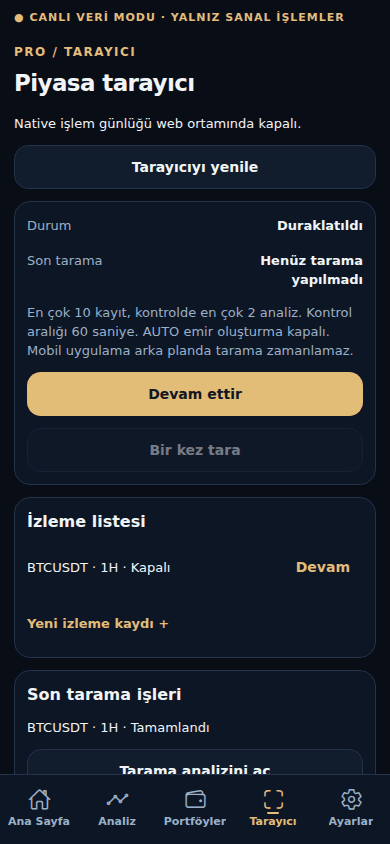 ● CANLI VERİ MODU · YALNIZ SANAL İŞLEMLER
PRO / TARAYICI
Piyasa tarayıcı
Native işlem günlüğü web ortamında kapalı.
Tarayıcıyı yenile
Durum Duraklatıldı
Son tarama Henüz tarama
yapılmadı
En çok 10 kayıt, kontrolde en çok 2 analiz. Kontrol
aralığı 60 saniye. AUTO emir oluşturma kapalı.
Mobil uygulama arka planda tarama zamanlamaz.
Devam ettir
Bir kez tara
İzleme listesi
BTCUSDT · 1H · Kapalı Devam
Yeni izleme kaydı +
Son tarama işleri
BTCUSDT · 1H · Tamamlandı
Tarama analizini aç
Ana Sayfa Analiz Portföyler Tarayıcı Ayarlar